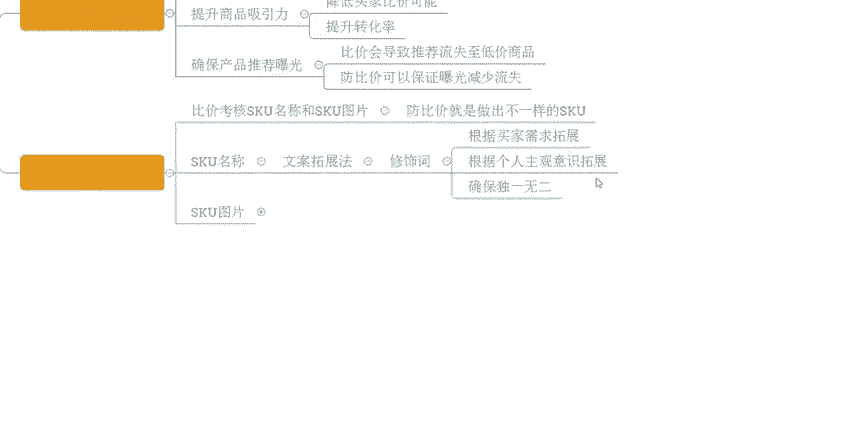 降低买家比价可能
提升商品吸引力
提升转化率
比价会导致推荐流失至低价商品
确保产品推荐曝光
防比价可以保证曝光减少流失
比价考核SKU名称和SKU图片 防比价就是做出不一样的SKU
根据买家需求拓展
SKU名称 文案拓展法 修饰词 根据个人主观意识拓展
确保独一无二
SKU图片